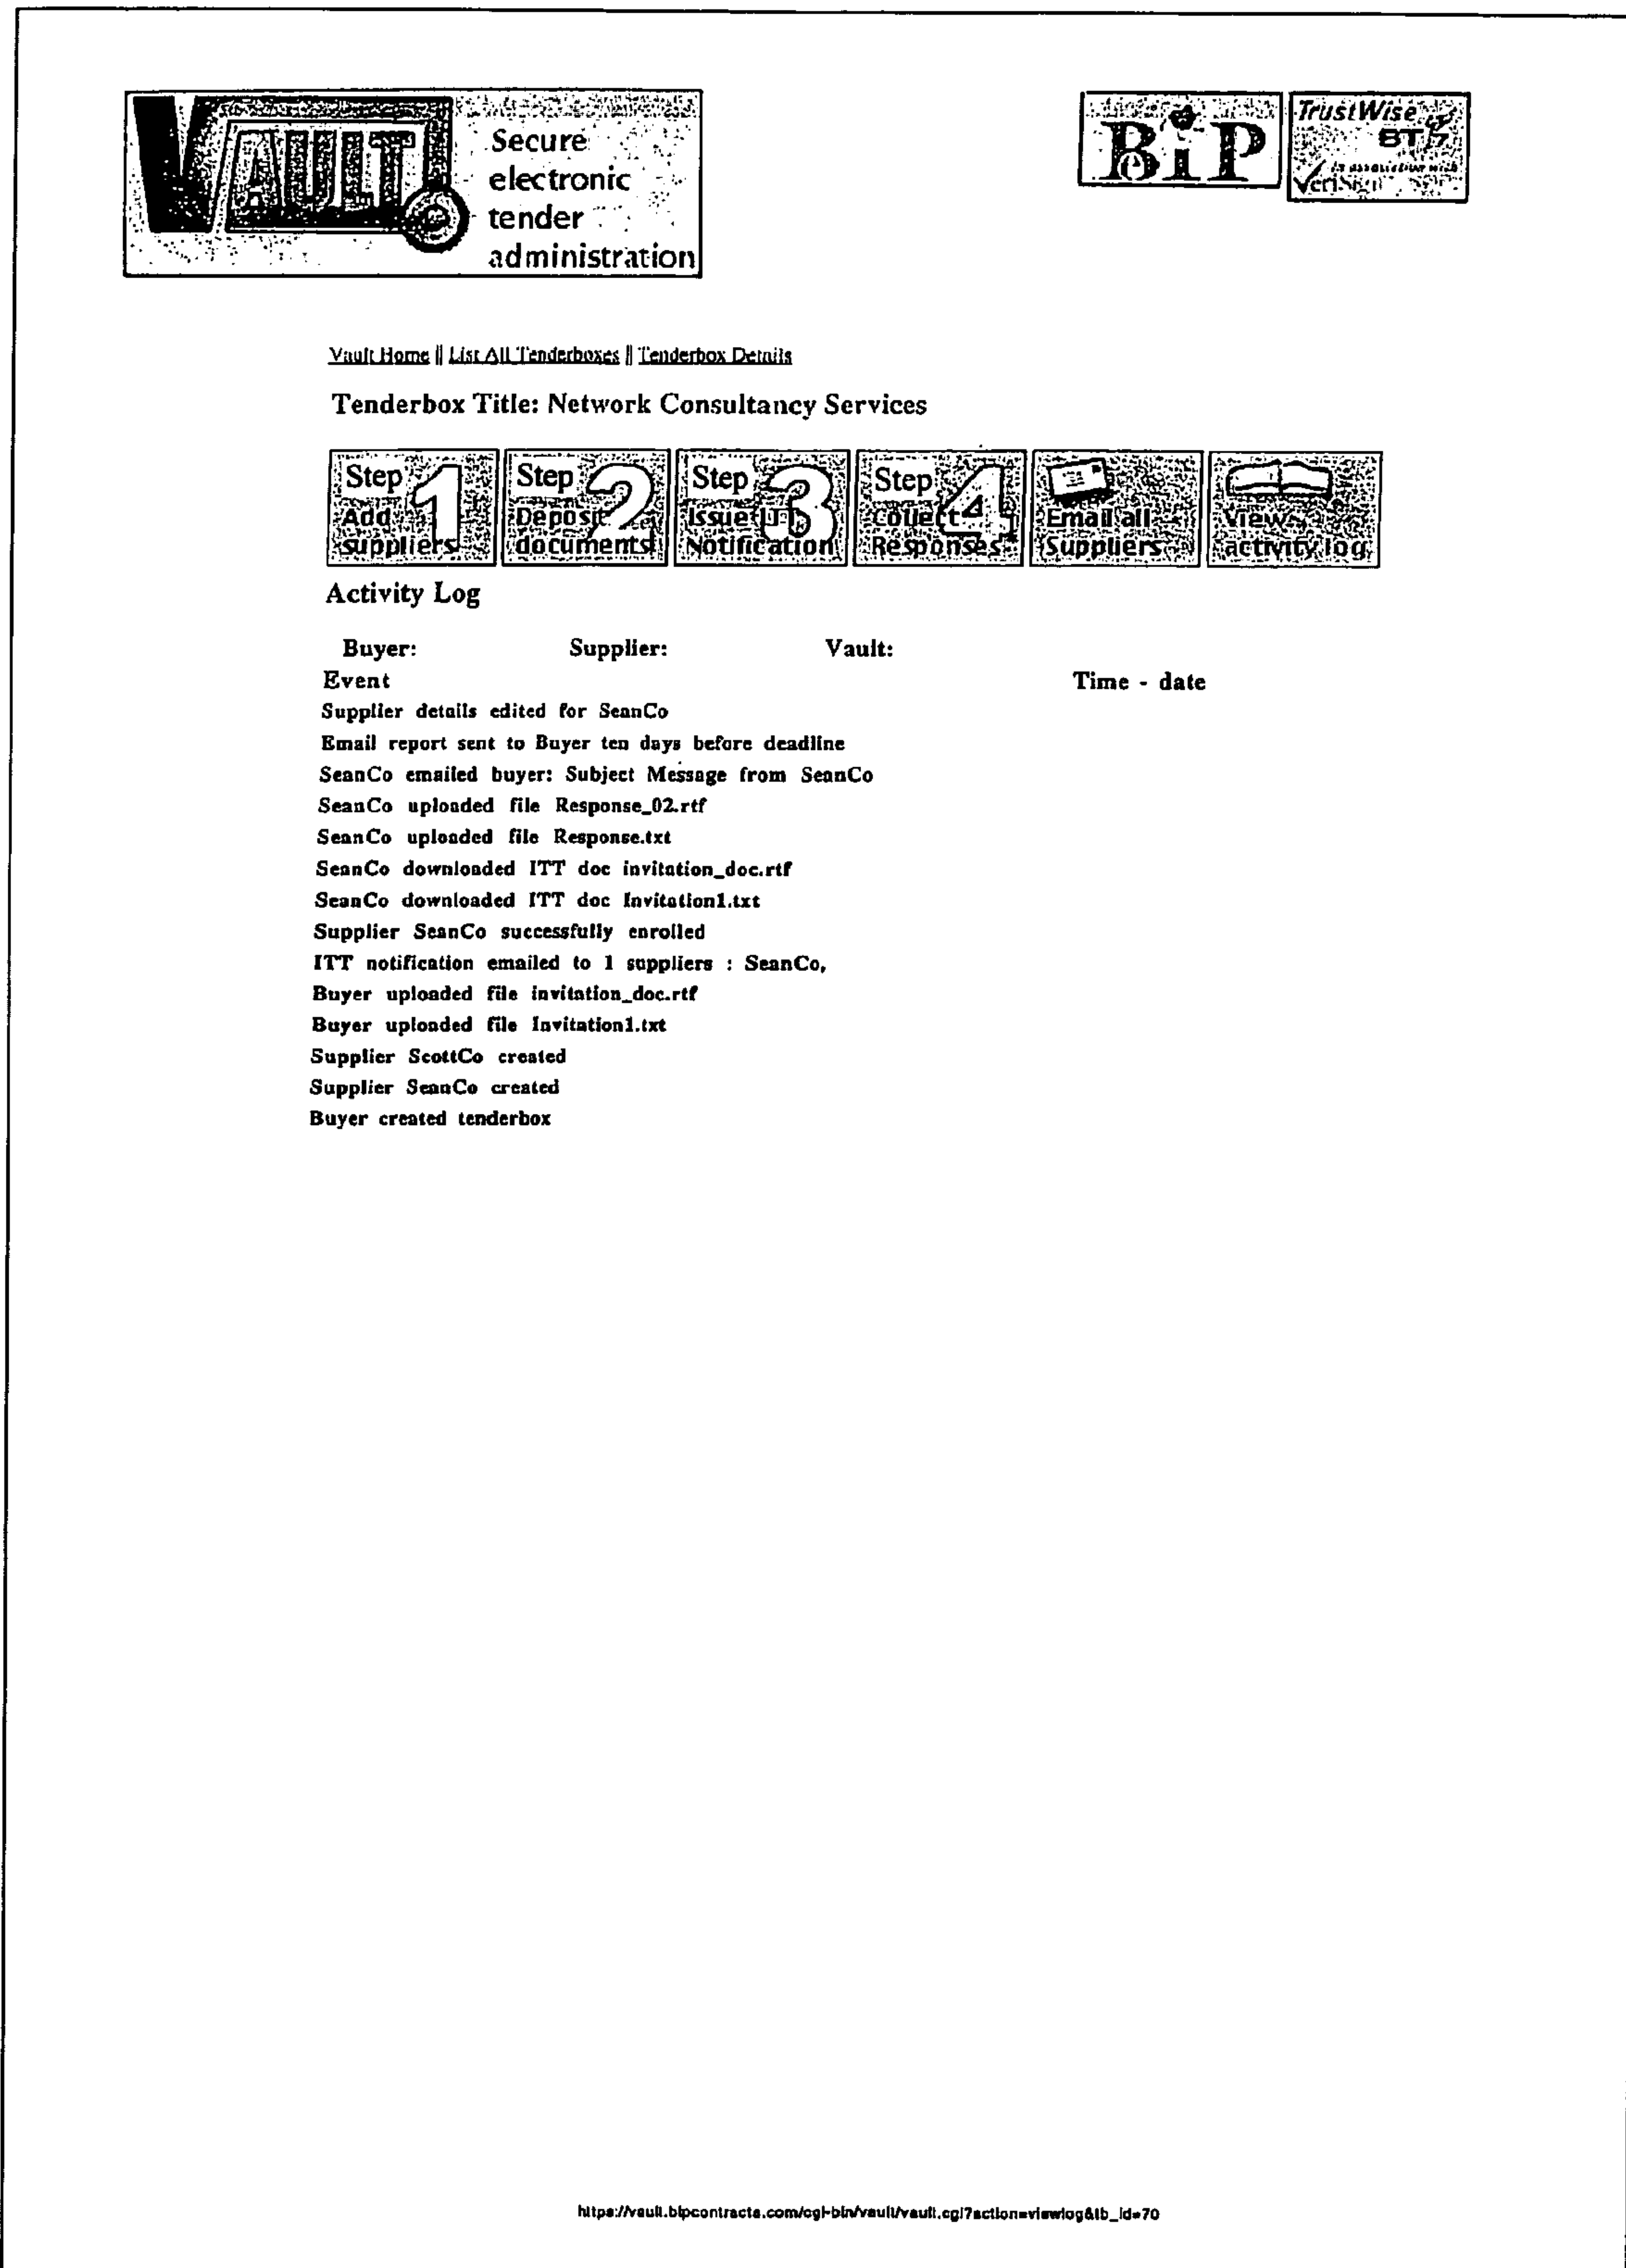 VAULT
Secure
electronic
tender
administration
BiP
TrustWise
BT
VeriSign
Vault Home || List All Tenderboxes || Tenderbox Details
Tenderbox Title: Network Consultancy Services
Step 1 Add suppliers
Step 2 Deposit documents
Step 3 Issue Notification
Step 4 Collect Responses
Email all Suppliers
View activity log
Activity Log
Buyer: Supplier: Vault:
Event Time - date
Supplier details edited for SeanCo
Email report sent to Buyer ten days before deadline
SeanCo emailed buyer: Subject Message from SeanCo
SeanCo uploaded file Response_02.rtf
SeanCo uploaded file Response.txt
SeanCo downloaded ITT doc invitation_doc.rtf
SeanCo downloaded ITT doc Invitation1.txt
Supplier SeanCo successfully enrolled
ITT notification emailed to 1 suppliers : SeanCo,
Buyer uploaded file invitation_doc.rtf
Buyer uploaded file Invitation1.txt
Supplier ScottCo created
Supplier SeanCo created
Buyer created tenderbox
https://vault.bipcontracts.com/cgi-bin/vault/vault.cgi?action=viewlog&tb_id=70